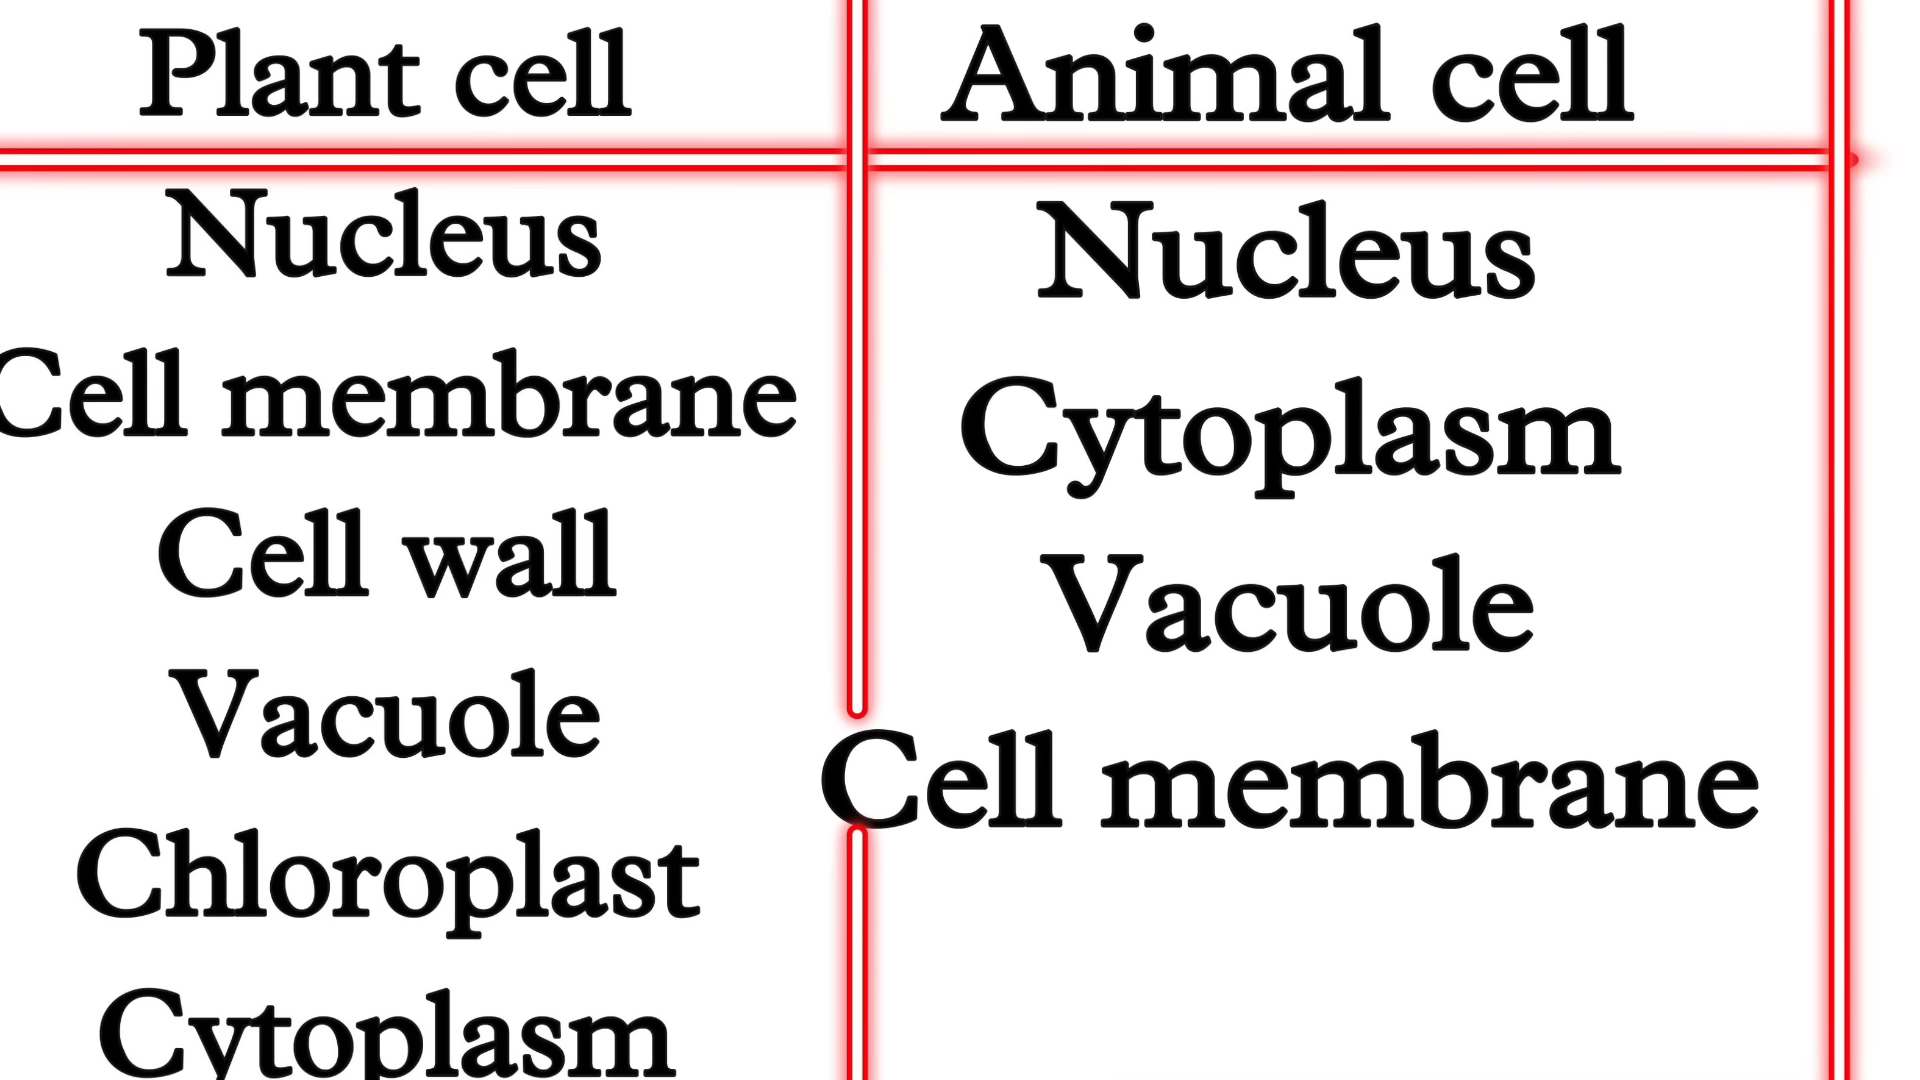 Plant cell
Nucleus
Cell membrane
Cell wall
Vacuole
Chloroplast
Cytoplasm
Animal cell
Nucleus
Cytoplasm
Vacuole
Cell membrane